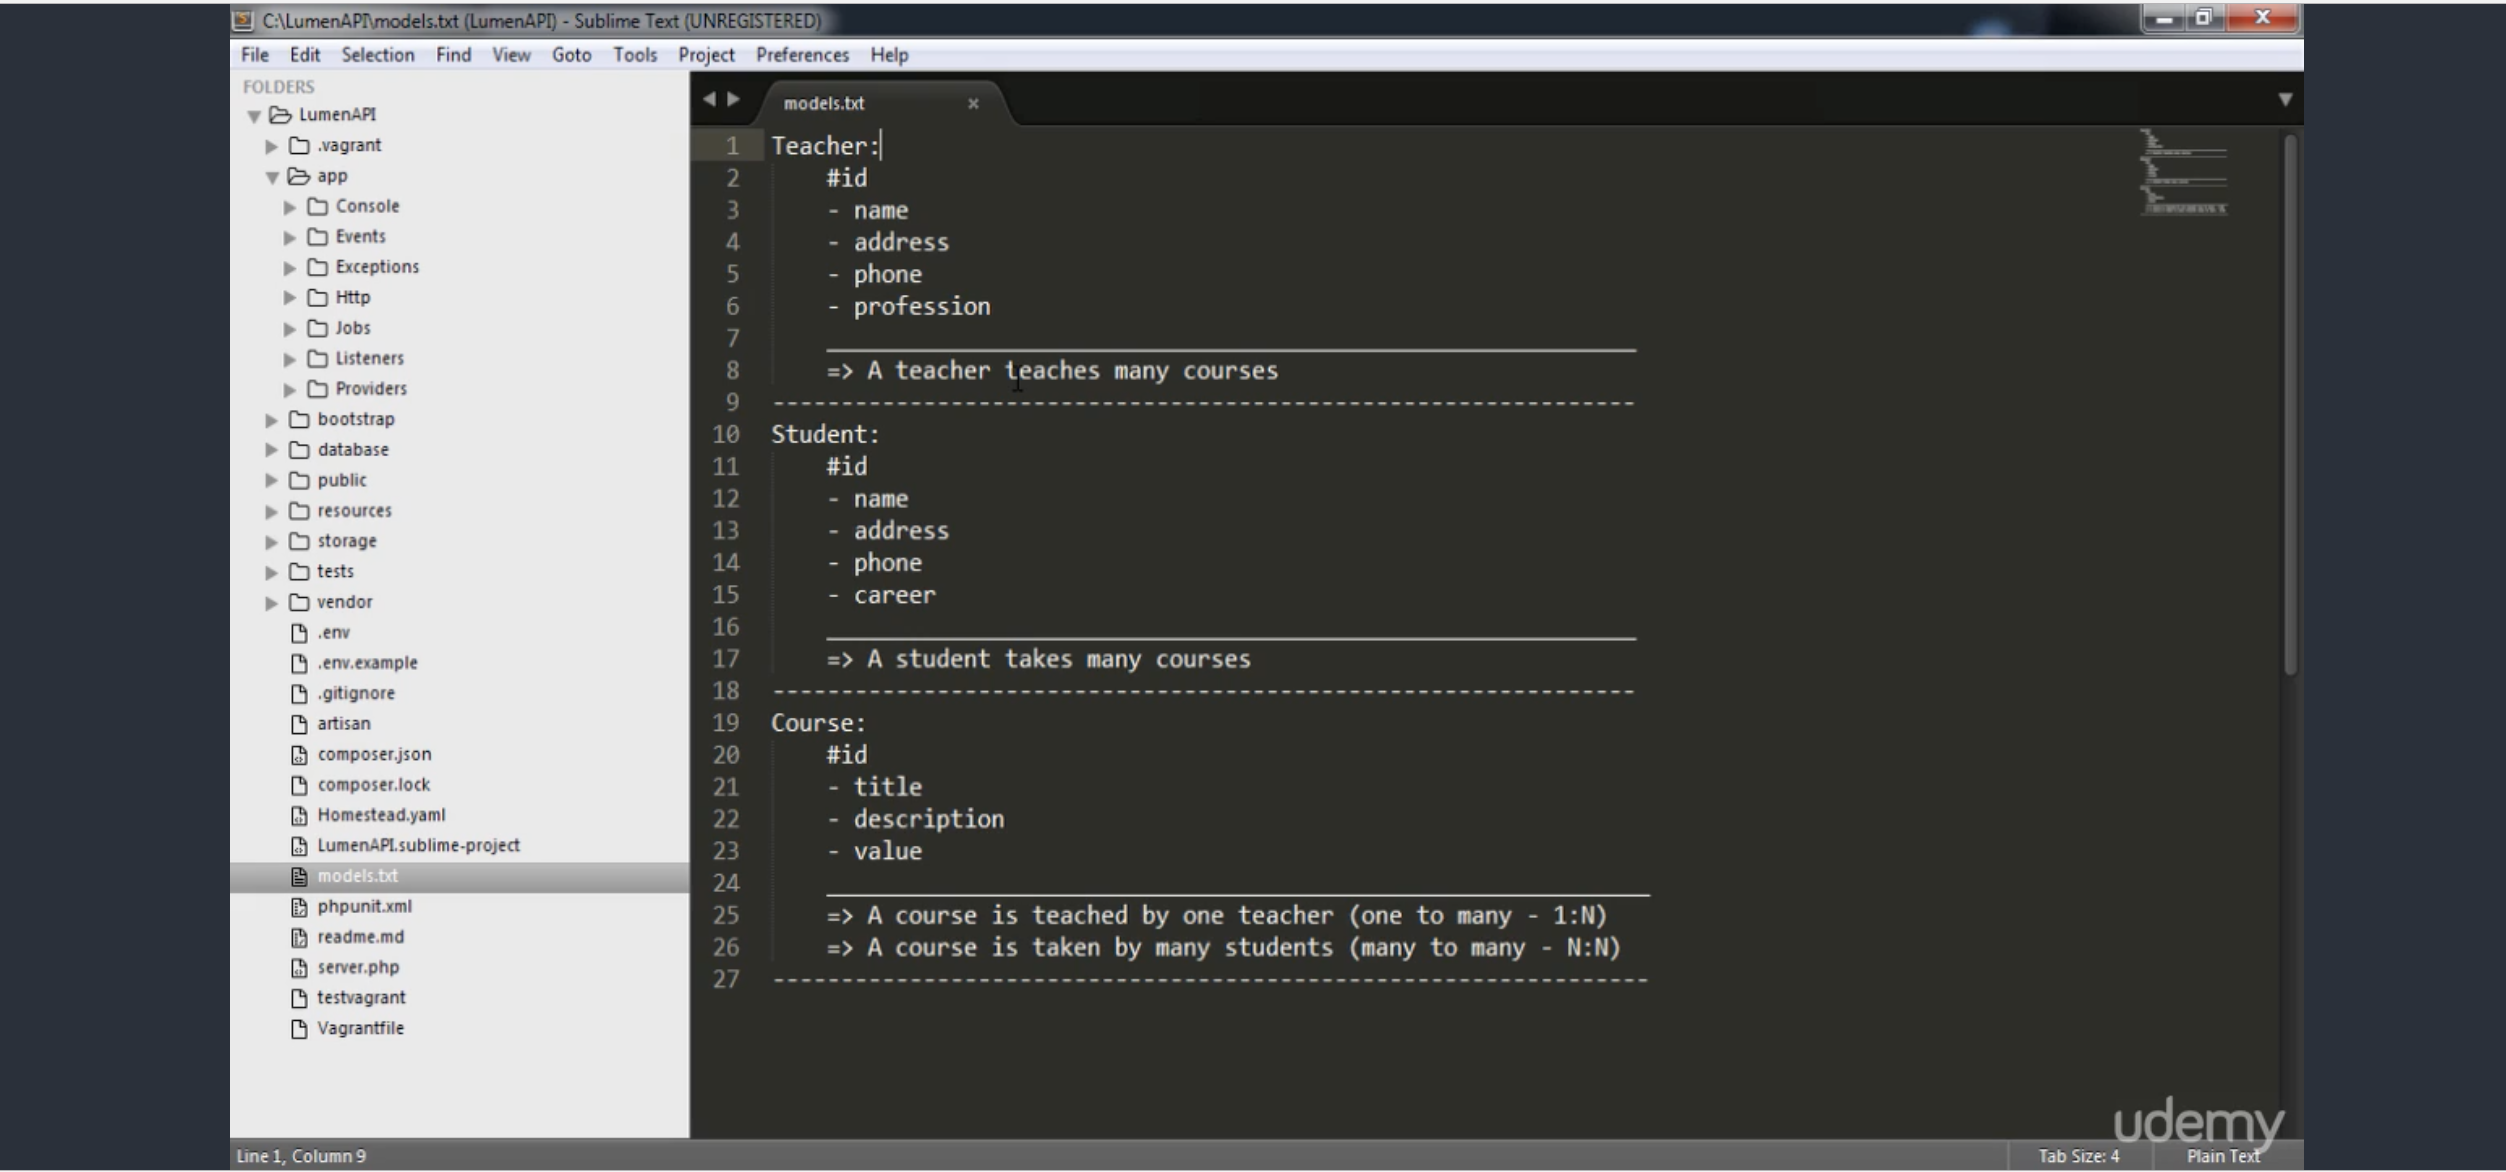 C:\LumenAPI\models.txt (LumenAPI) - Sublime Text (UNREGISTERED)
File Edit Selection Find View Goto Tools Project Preferences Help
FOLDERS
LumenAPI
.vagrant
app
Console
Events
Exceptions
Http
Jobs
Listeners
Providers
bootstrap
database
public
resources
storage
tests
vendor
.env
.env.example
.gitignore
artisan
composer.json
composer.lock
Homestead.yaml
LumenAPI.sublime-project
models.txt
phpunit.xml
readme.md
server.php
testvagrant
Vagrantfile
models.txt
1 Teacher:
2 #id
3 - name
4 - address
5 - phone
6 - profession
7 ___________________________________________________________
8 => A teacher teaches many courses
9 ---------------------------------------------------------------
10 Student:
11 #id
12 - name
13 - address
14 - phone
15 - career
16 ___________________________________________________________
17 => A student takes many courses
18 ---------------------------------------------------------------
19 Course:
20 #id
21 - title
22 - description
23 - value
24 ____________________________________________________________
25 => A course is teached by one teacher (one to many - 1:N)
26 => A course is taken by many students (many to many - N:N)
27 ----------------------------------------------------------------
udemy
Line 1, Column 9
Tab Size: 4
Plain Text